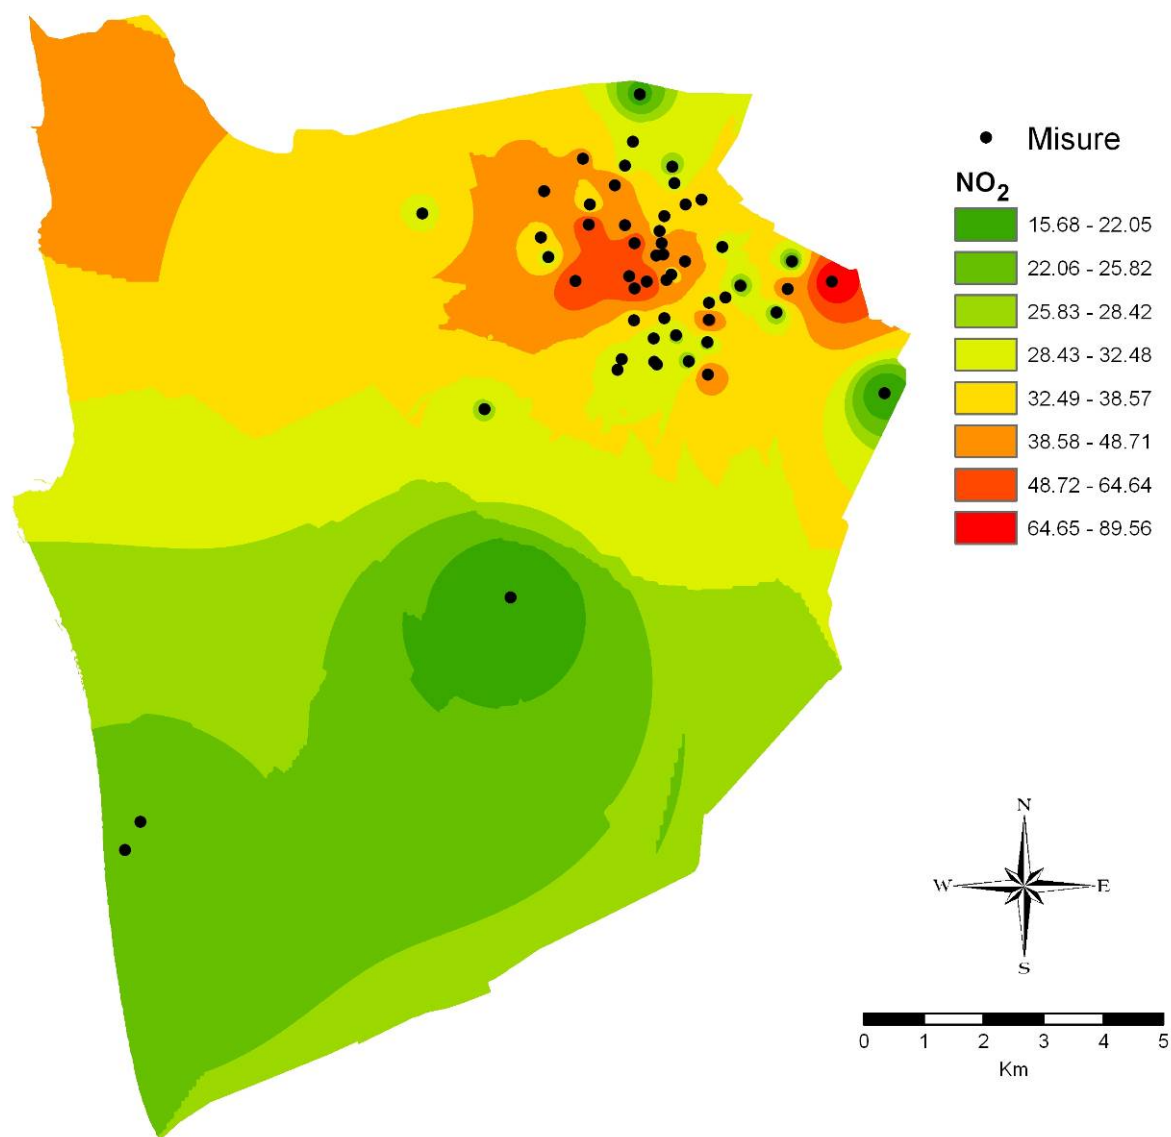 Misure
NO2
15.68 - 22.05
22.06 - 25.82
25.83 - 28.42
28.43 - 32.48
32.49 - 38.57
38.58 - 48.71
48.72 - 64.64
64.65 - 89.56
N
W E
S
0 1 2 3 4 5
Km